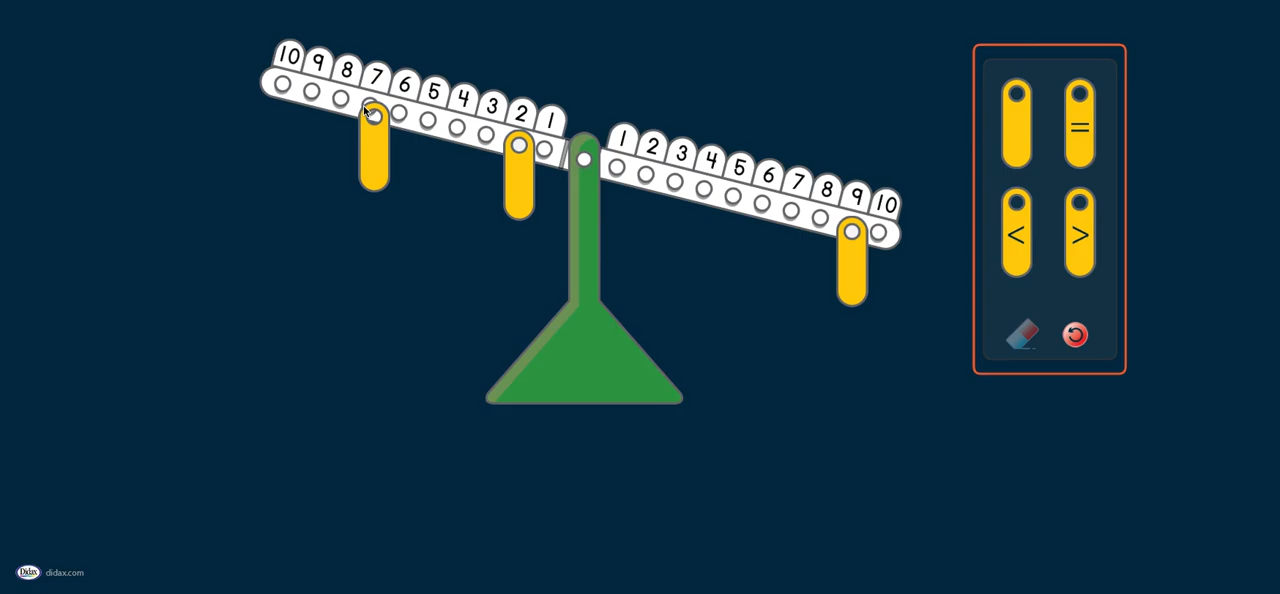 10 9 8 7 6 5 4 3 2 1
1 2 3 4 5 6 7 8 9 10
=
< >
Didax didax.com